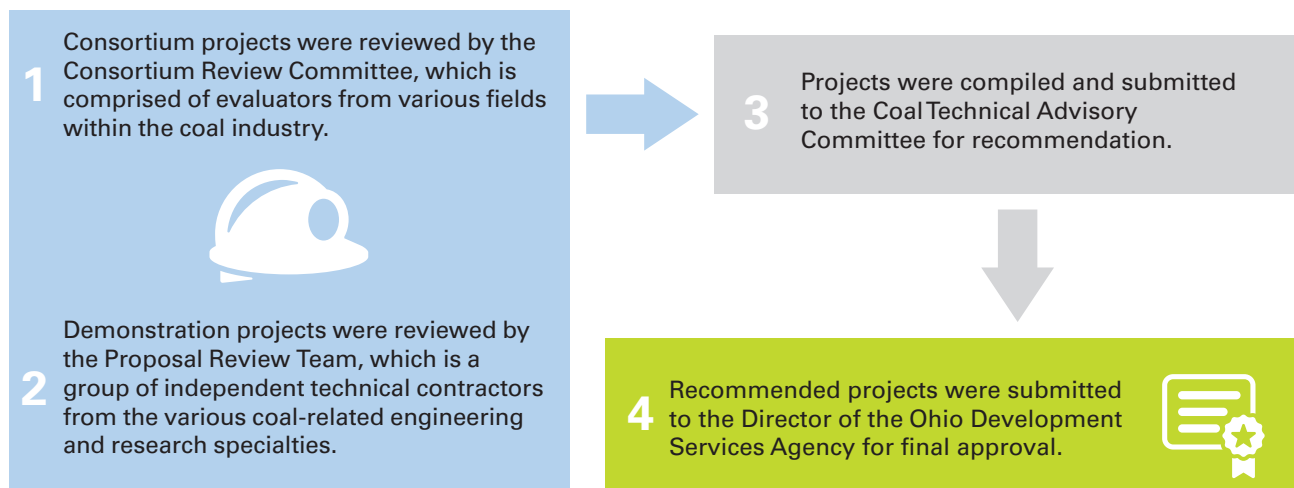 1
Consortium projects were reviewed by the
Consortium Review Committee, which is
comprised of evaluators from various fields
within the coal industry.
2
Demonstration projects were reviewed by
the Proposal Review Team, which is a
group of independent technical contractors
from the various coal-related engineering
and research specialties.
3
Projects were compiled and submitted
to the Coal Technical Advisory
Committee for recommendation.
4
Recommended projects were submitted
to the Director of the Ohio Development
Services Agency for final approval.